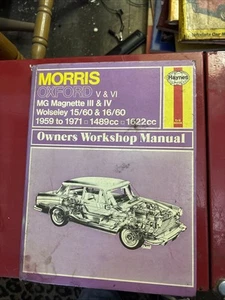 MORRIS
OXFORD V & VI
Haynes
MG Magnette III & IV
Wolseley 15/60 & 16/60
1959 to 1971 □ 1489cc □ 1622cc
Owners Workshop Manual